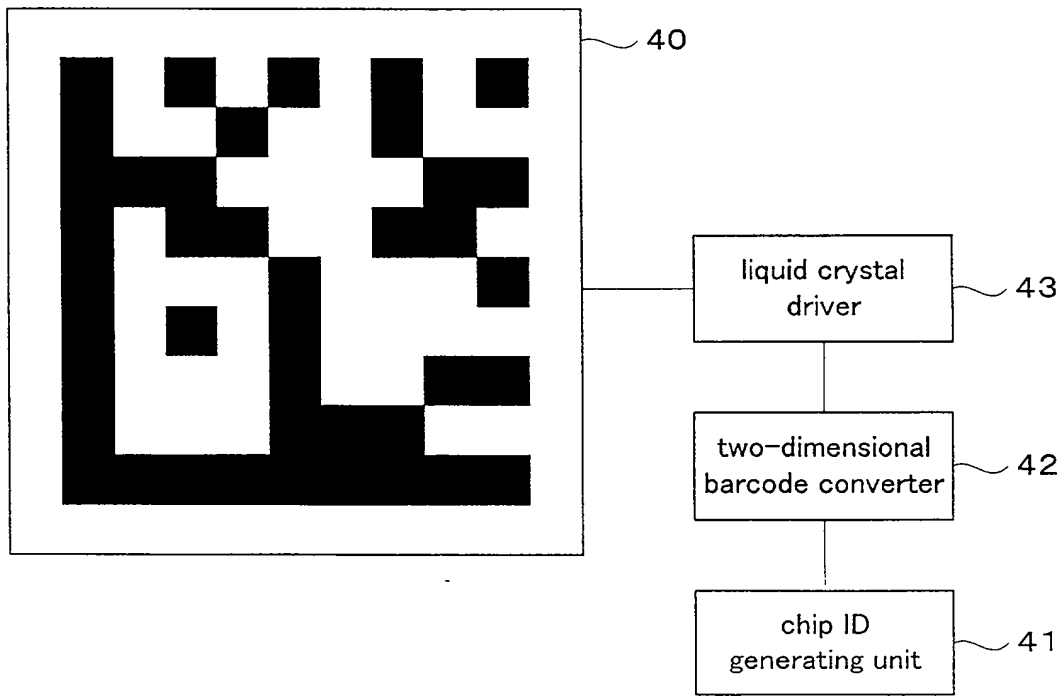 40
liquid crystal
driver
43
two-dimensional
barcode converter
42
chip ID
generating unit
41